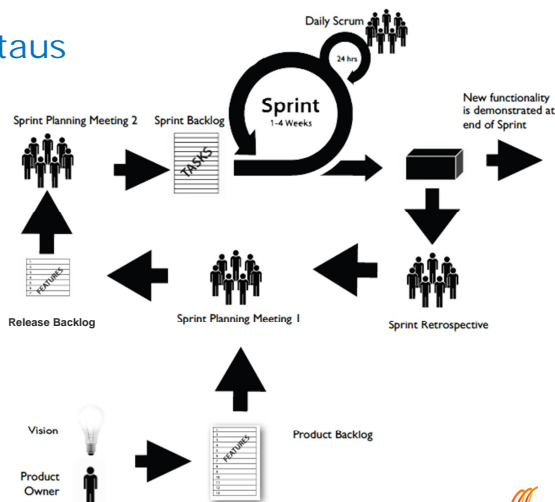 taus
Daily Scrum
24 hrs
Sprint
1-4 Weeks
New functionality
is demonstrated at
end of Sprint
Sprint Planning Meeting 2
Sprint Backlog
TASKS
FEATURES
Release Backlog
Sprint Planning Meeting I
Sprint Retrospective
Vision
Product
Owner
FEATURES
Product Backlog